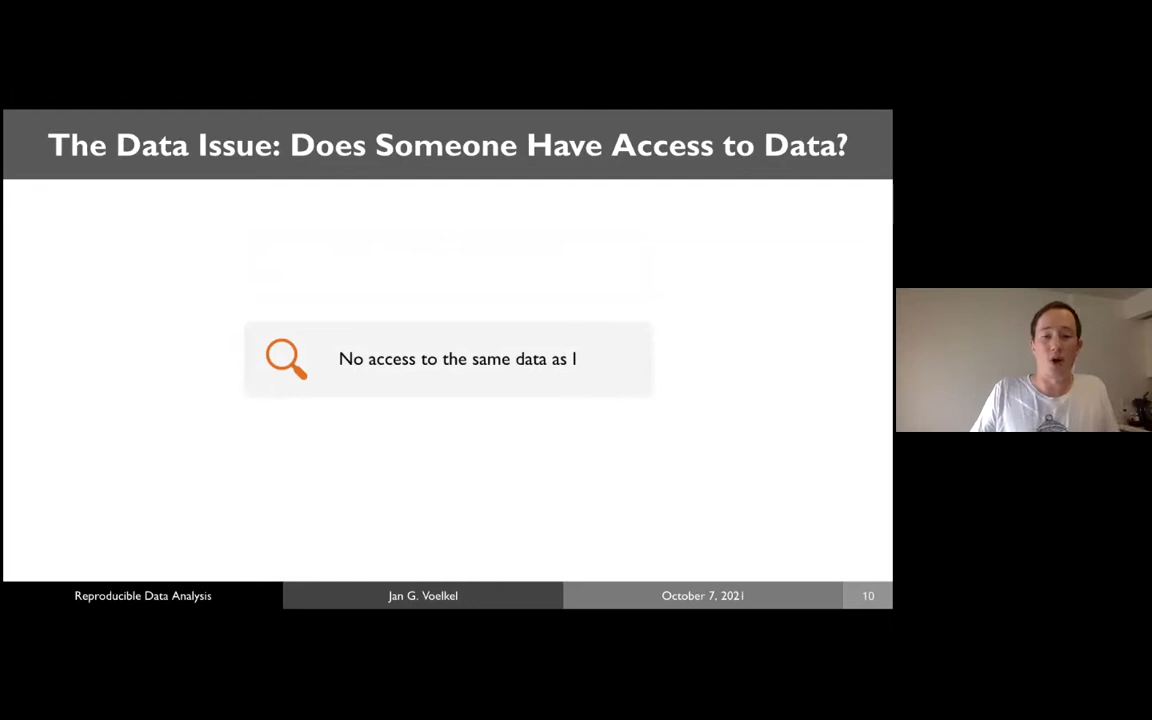 The Data Issue: Does Someone Have Access to Data?
No access to the same data as I
Reproducible Data Analysis
Jan G. Voelkel
October 7, 2021
10